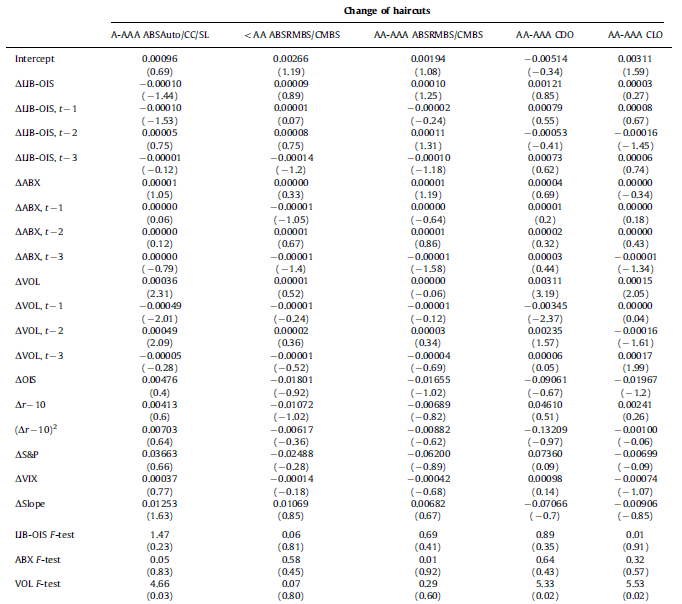 Change of haircuts
A-AAA ABSAuto/CC/SL < AA ABSRMBS/CMBS AA-AAA ABSRMBS/CMBS AA-AAA CDO AA-AAA CLO
Intercept 0.00096 0.00266 0.00194 −0.00514 0.00311
(0.69) (1.19) (1.08) (−0.34) (1.59)
ΔLIB-OIS −0.00010 0.00009 0.00010 0.00121 0.00003
(−1.44) (0.89) (1.25) (0.85) (0.27)
ΔLIB-OIS, t−1 −0.00010 0.00001 −0.00002 0.00079 0.00008
(−1.53) (0.07) (−0.24) (0.55) (0.67)
ΔLIB-OIS, t−2 0.00005 0.00008 0.00011 −0.00053 −0.00016
(0.75) (0.75) (1.31) (−0.41) (−1.45)
ΔLIB-OIS, t−3 −0.00001 −0.00014 −0.00010 0.00073 0.00006
(−0.12) (−1.2) (−1.18) (0.62) (0.74)
ΔABX 0.00001 0.00000 0.00001 0.00004 0.00000
(1.05) (0.33) (1.19) (0.69) (−0.34)
ΔABX, t−1 0.00000 −0.00001 0.00000 0.00001 0.00000
(0.06) (−1.05) (−0.64) (0.2) (0.18)
ΔABX, t−2 0.00000 0.00001 0.00001 0.00002 0.00000
(0.12) (0.67) (0.86) (0.32) (0.43)
ΔABX, t−3 0.00000 −0.00001 −0.00001 0.00003 −0.00001
(−0.79) (−1.4) (−1.58) (0.44) (−1.34)
ΔVOL 0.00036 0.00001 0.00000 0.00311 0.00015
(2.31) (0.52) (−0.06) (3.19) (2.05)
ΔVOL, t−1 −0.00049 −0.00001 −0.00001 −0.00345 0.00000
(−2.01) (−0.24) (−0.12) (−2.37) (0.04)
ΔVOL, t−2 0.00049 0.00002 0.00003 0.00235 −0.00016
(2.09) (0.36) (0.34) (1.57) (−1.61)
ΔVOL, t−3 −0.00005 −0.00001 −0.00004 0.00006 0.00017
(−0.28) (−0.52) (−0.69) (0.05) (1.99)
ΔOIS 0.00476 −0.01801 −0.01655 −0.09061 −0.01967
(0.4) (−0.92) (−1.02) (−0.67) (−1.2)
Δr−10 0.00413 −0.01072 −0.00689 0.04610 0.00241
(0.6) (−1.02) (−0.82) (0.51) (0.26)
(Δr−10)² 0.00703 −0.00617 −0.00882 −0.13209 −0.00100
(0.64) (−0.36) (−0.62) (−0.97) (−0.06)
ΔS&P 0.03663 −0.02488 −0.06200 0.07360 −0.00699
(0.66) (−0.28) (−0.89) (0.09) (−0.09)
ΔVIX 0.00037 −0.00014 −0.00042 0.00098 −0.00074
(0.77) (−0.18) (−0.68) (0.14) (−1.07)
ΔSlope 0.01253 0.01069 0.00682 −0.07066 −0.00906
(1.63) (0.85) (0.67) (−0.7) (−0.85)
LIB-OIS F-test 1.47 0.06 0.69 0.89 0.01
(0.23) (0.81) (0.41) (0.35) (0.91)
ABX F-test 0.05 0.58 0.01 0.64 0.32
(0.83) (0.45) (0.92) (0.43) (0.57)
VOL F-test 4.66 0.07 0.29 5.33 5.53
(0.03) (0.80) (0.60) (0.02) (0.02)